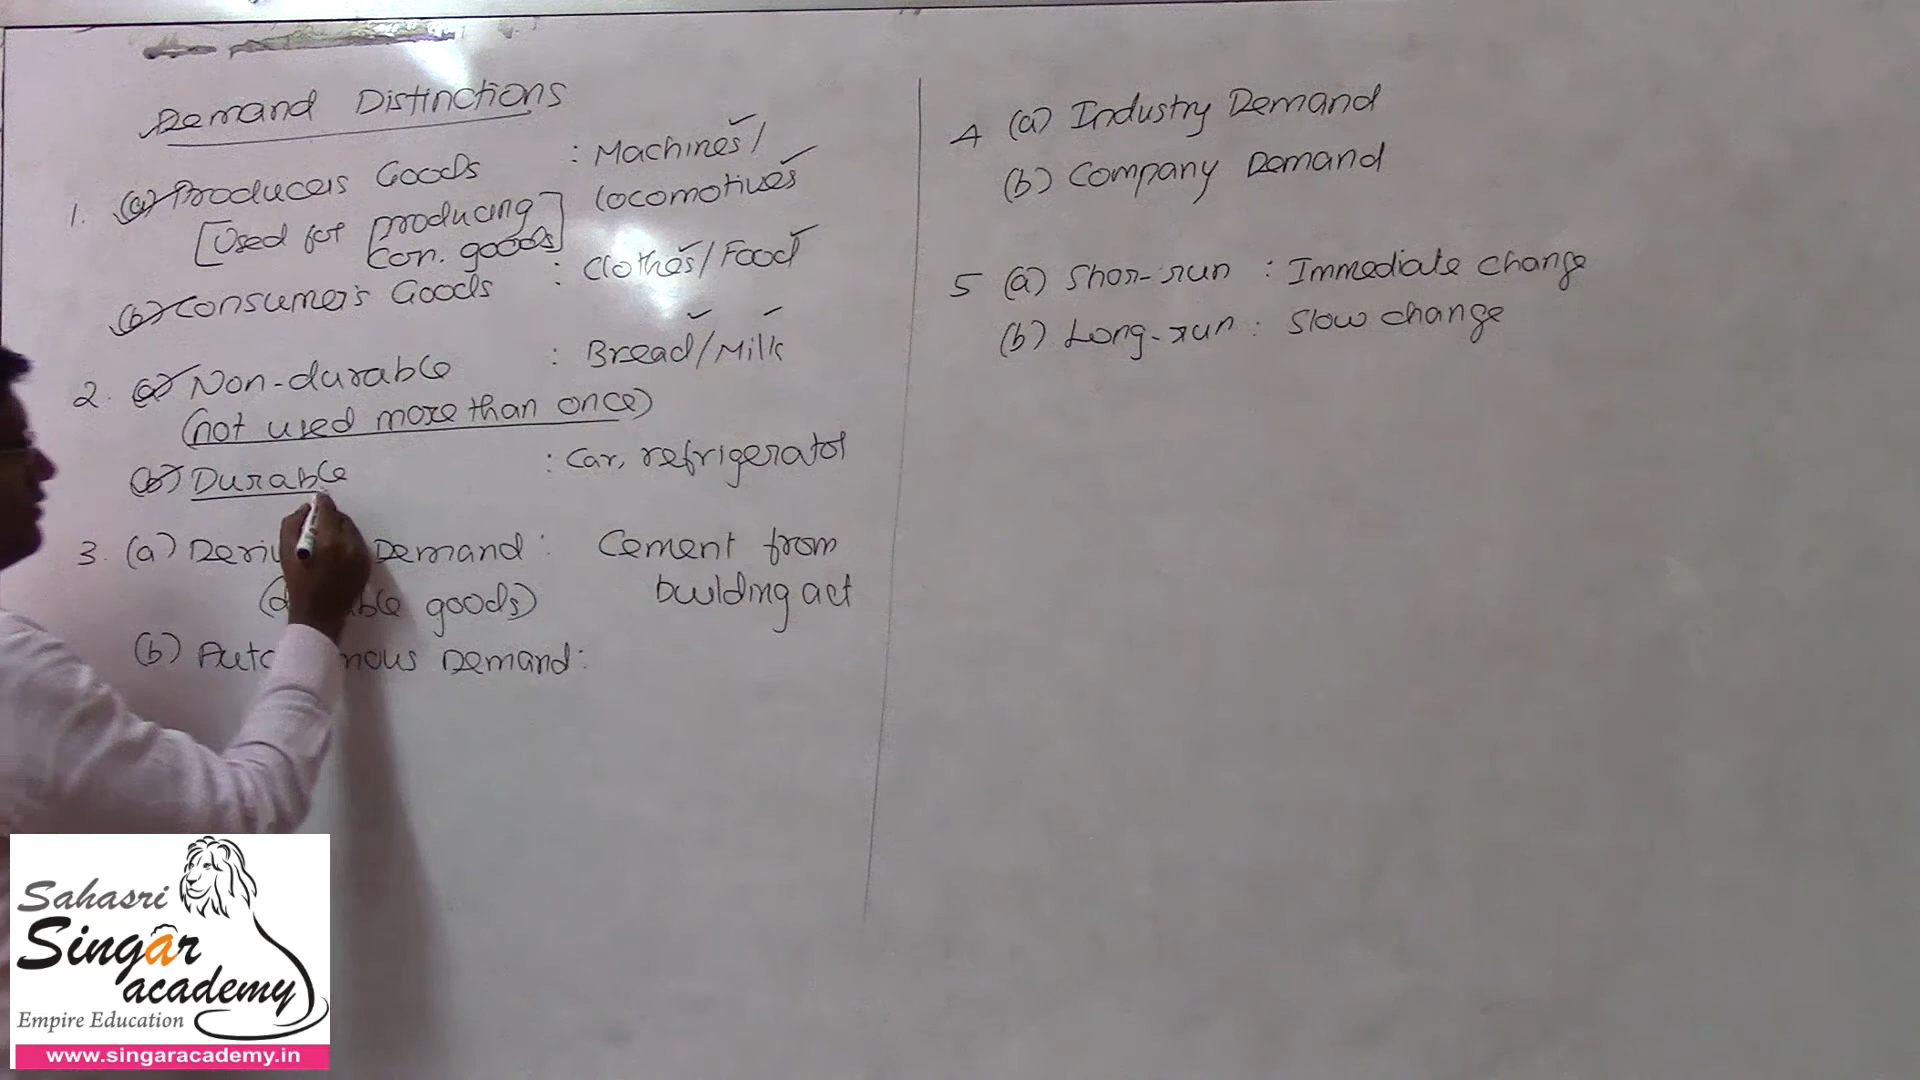 Demand Distinctions
1. (a) Producers Goods : Machines /
[Used for producing locomotives
con. goods]
(b) Consumer's Goods : Clothes / Food
2. (a) Non-durable : Bread / Milk
(not used more than once)
(b) Durable : Car, refrigerator
3. (a) Demand : Cement from
goods) building act
(b) Demand:
4 (a) Industry Demand
(b) Company Demand
5 (a) Shor-run : Immediate change
(b) Long-run : Slow change
Sahasri
Singar
academy
Empire Education
www.singaracademy.in